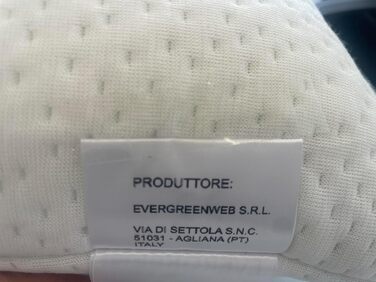 PRODUTTORE:
EVERGREENWEB S.R.L.
VIA DI SETTOLA S.N.C.
51031 - AGLIANA (PT)
ITALY